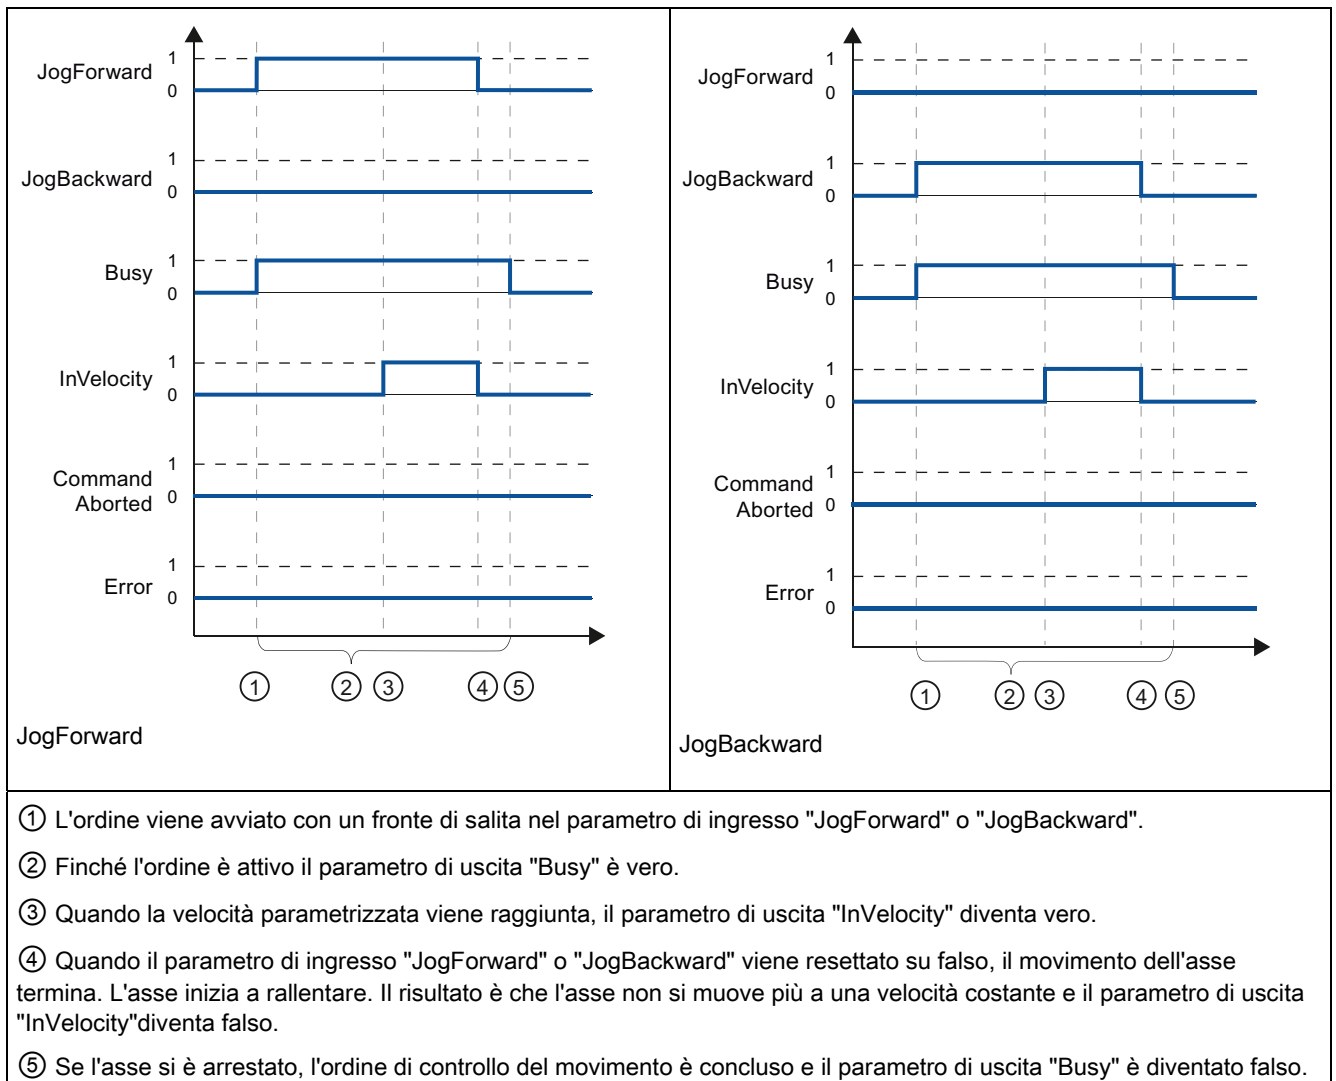 JogForward
1
0
JogBackward
1
0
Busy
1
0
InVelocity
1
0
Command
Aborted
1
0
Error
1
0
① ② ③ ④ ⑤
JogForward
JogForward
1
0
JogBackward
1
0
Busy
1
0
InVelocity
1
0
Command
Aborted
1
0
Error
1
0
① ② ③ ④ ⑤
JogBackward
① L'ordine viene avviato con un fronte di salita nel parametro di ingresso "JogForward" o "JogBackward".
② Finché l'ordine è attivo il parametro di uscita "Busy" è vero.
③ Quando la velocità parametrizzata viene raggiunta, il parametro di uscita "InVelocity" diventa vero.
④ Quando il parametro di ingresso "JogForward" o "JogBackward" viene resettato su falso, il movimento dell'asse
termina. L'asse inizia a rallentare. Il risultato è che l'asse non si muove più a una velocità costante e il parametro di uscita
"InVelocity"diventa falso.
⑤ Se l'asse si è arrestato, l'ordine di controllo del movimento è concluso e il parametro di uscita "Busy" è diventato falso.